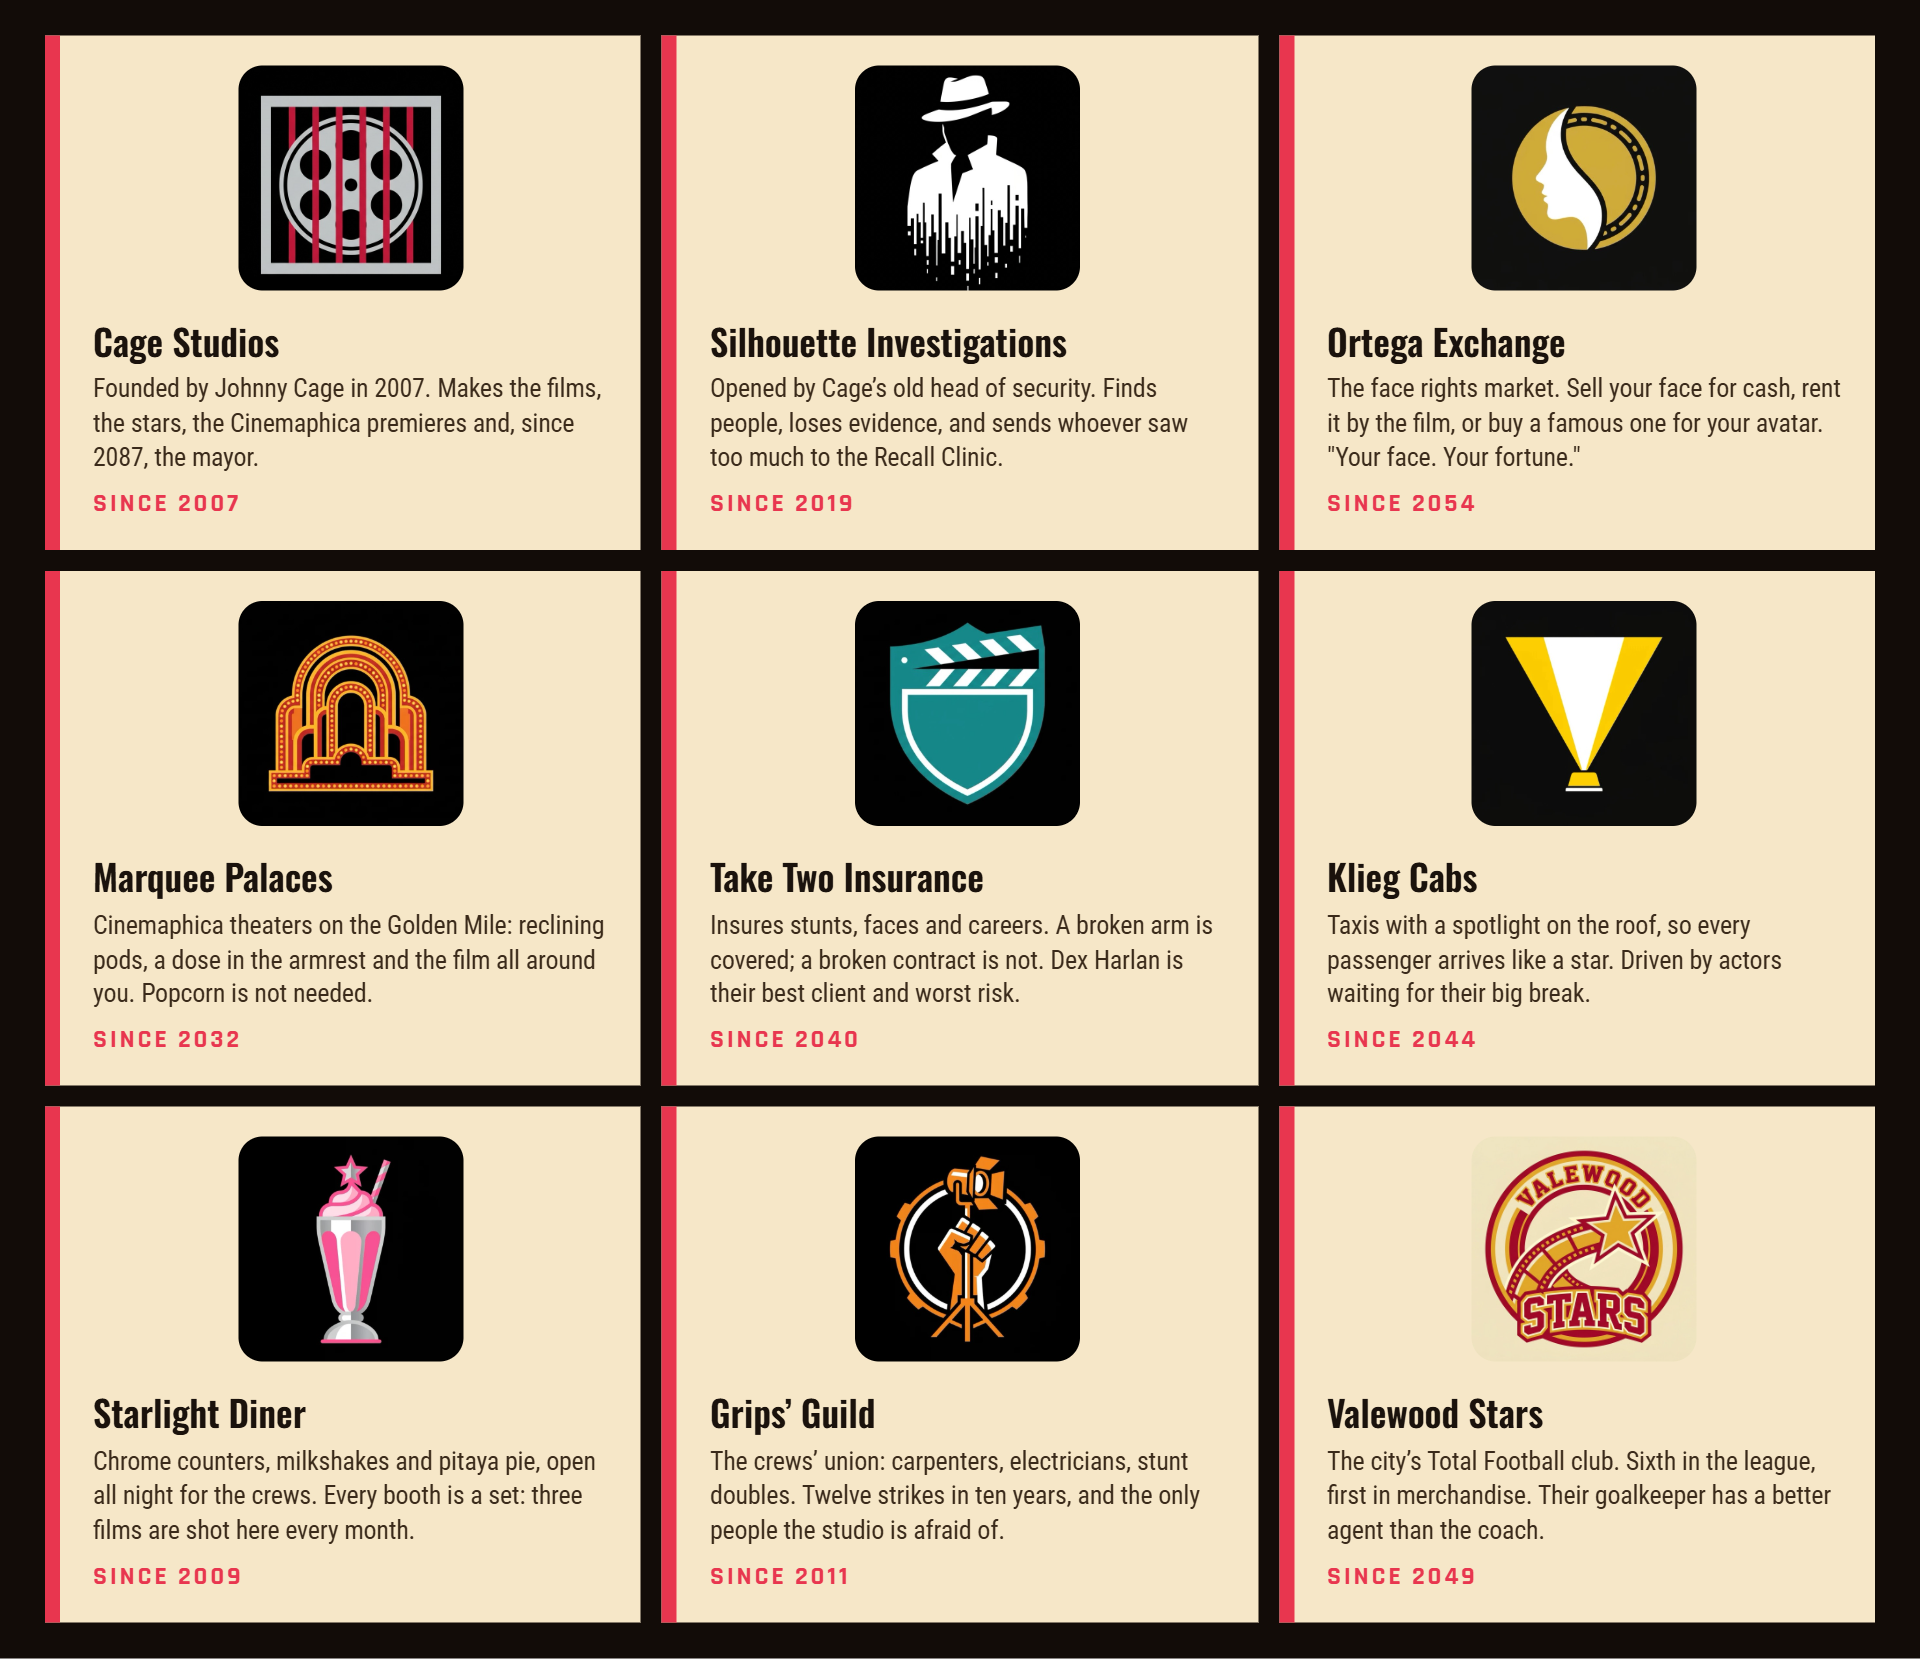 Cage Studios
Founded by Johnny Cage in 2007. Makes the films,
the stars, the Cinemaphica premieres and, since
2087, the mayor.
SINCE 2007
Silhouette Investigations
Opened by Cage’s old head of security. Finds
people, loses evidence, and sends whoever saw
too much to the Recall Clinic.
SINCE 2019
Ortega Exchange
The face rights market. Sell your face for cash, rent
it by the film, or buy a famous one for your avatar.
"Your face. Your fortune."
SINCE 2054
Marquee Palaces
Cinemaphica theaters on the Golden Mile: reclining
pods, a dose in the armrest and the film all around
you. Popcorn is not needed.
SINCE 2032
Take Two Insurance
Insures stunts, faces and careers. A broken arm is
covered; a broken contract is not. Dex Harlan is
their best client and worst risk.
SINCE 2040
Klieg Cabs
Taxis with a spotlight on the roof, so every
passenger arrives like a star. Driven by actors
waiting for their big break.
SINCE 2044
Starlight Diner
Chrome counters, milkshakes and pitaya pie, open
all night for the crews. Every booth is a set: three
films are shot here every month.
SINCE 2009
Grips’ Guild
The crews’ union: carpenters, electricians, stunt
doubles. Twelve strikes in ten years, and the only
people the studio is afraid of.
SINCE 2011
VALEWOOD
STARS
Valewood Stars
The city’s Total Football club. Sixth in the league,
first in merchandise. Their goalkeeper has a better
agent than the coach.
SINCE 2049